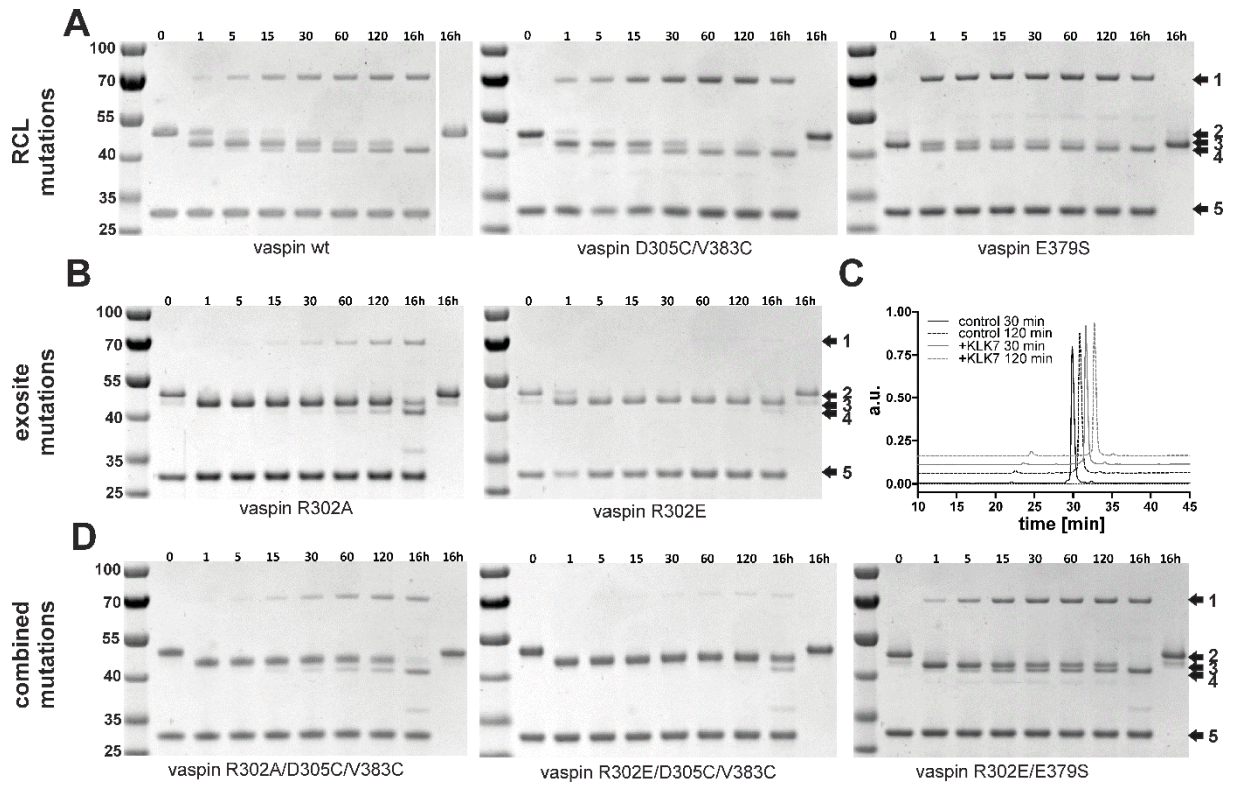 A
0 1 5 15 30 60 120 16h 16h
0 1 5 15 30 60 120 16h 16h
0 1 5 15 30 60 120 16h 16h
100
70
55
40
35
25
RCL
mutations
1
2
3
4
5
vaspin wt
vaspin D305C/V383C
vaspin E379S
B
0 1 5 15 30 60 120 16h 16h
0 1 5 15 30 60 120 16h 16h
100
70
55
40
35
25
exosite
mutations
1
2
3
4
5
vaspin R302A
vaspin R302E
C
1.00
0.75
0.50
0.25
0.00
a.u.
control 30 min
control 120 min
+KLK7 30 min
+KLK7 120 min
10 15 20 25 30 35 40 45
time [min]
D
0 1 5 15 30 60 120 16h 16h
0 1 5 15 30 60 120 16h 16h
0 1 5 15 30 60 120 16h 16h
100
70
55
40
35
25
combined
mutations
1
2
3
4
5
vaspin R302A/D305C/V383C
vaspin R302E/D305C/V383C
vaspin R302E/E379S